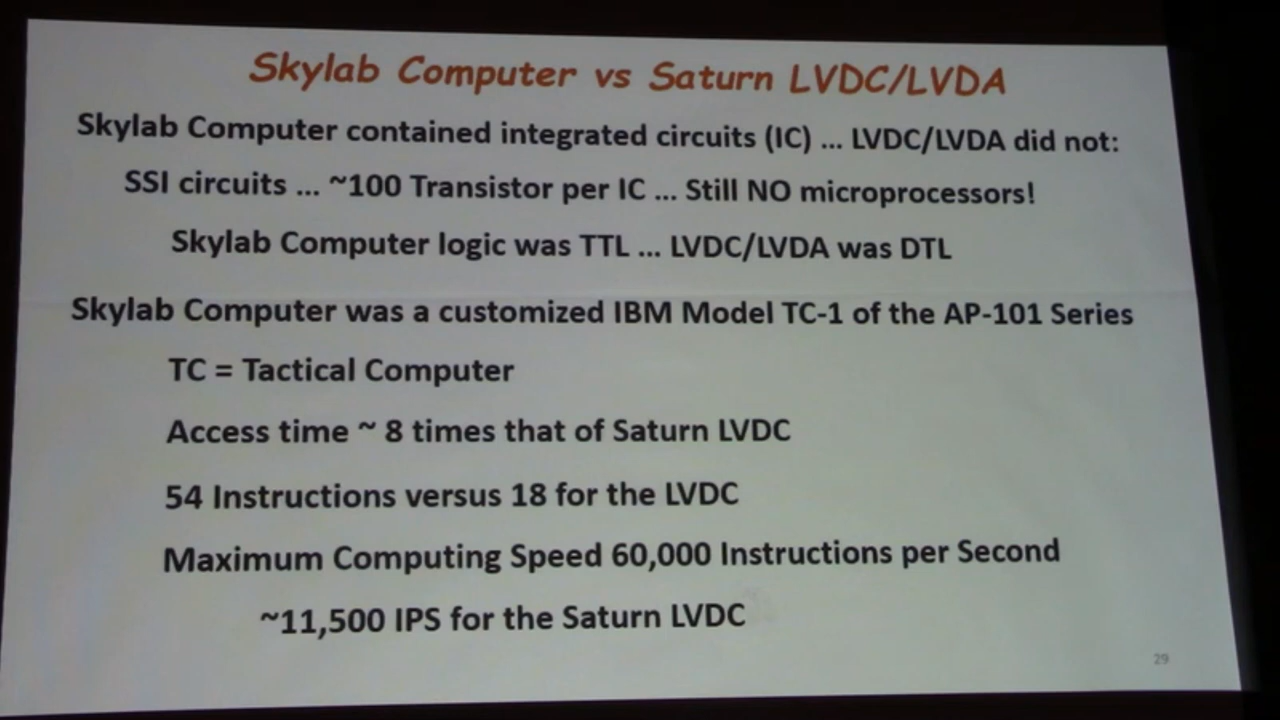 Skylab Computer vs Saturn LVDC/LVDA
Skylab Computer contained integrated circuits (IC) ... LVDC/LVDA did not:
SSI circuits ... ~100 Transistor per IC ... Still NO microprocessors!
Skylab Computer logic was TTL ... LVDC/LVDA was DTL
Skylab Computer was a customized IBM Model TC-1 of the AP-101 Series
TC = Tactical Computer
Access time ~ 8 times that of Saturn LVDC
54 Instructions versus 18 for the LVDC
Maximum Computing Speed 60,000 Instructions per Second
~11,500 IPS for the Saturn LVDC
29